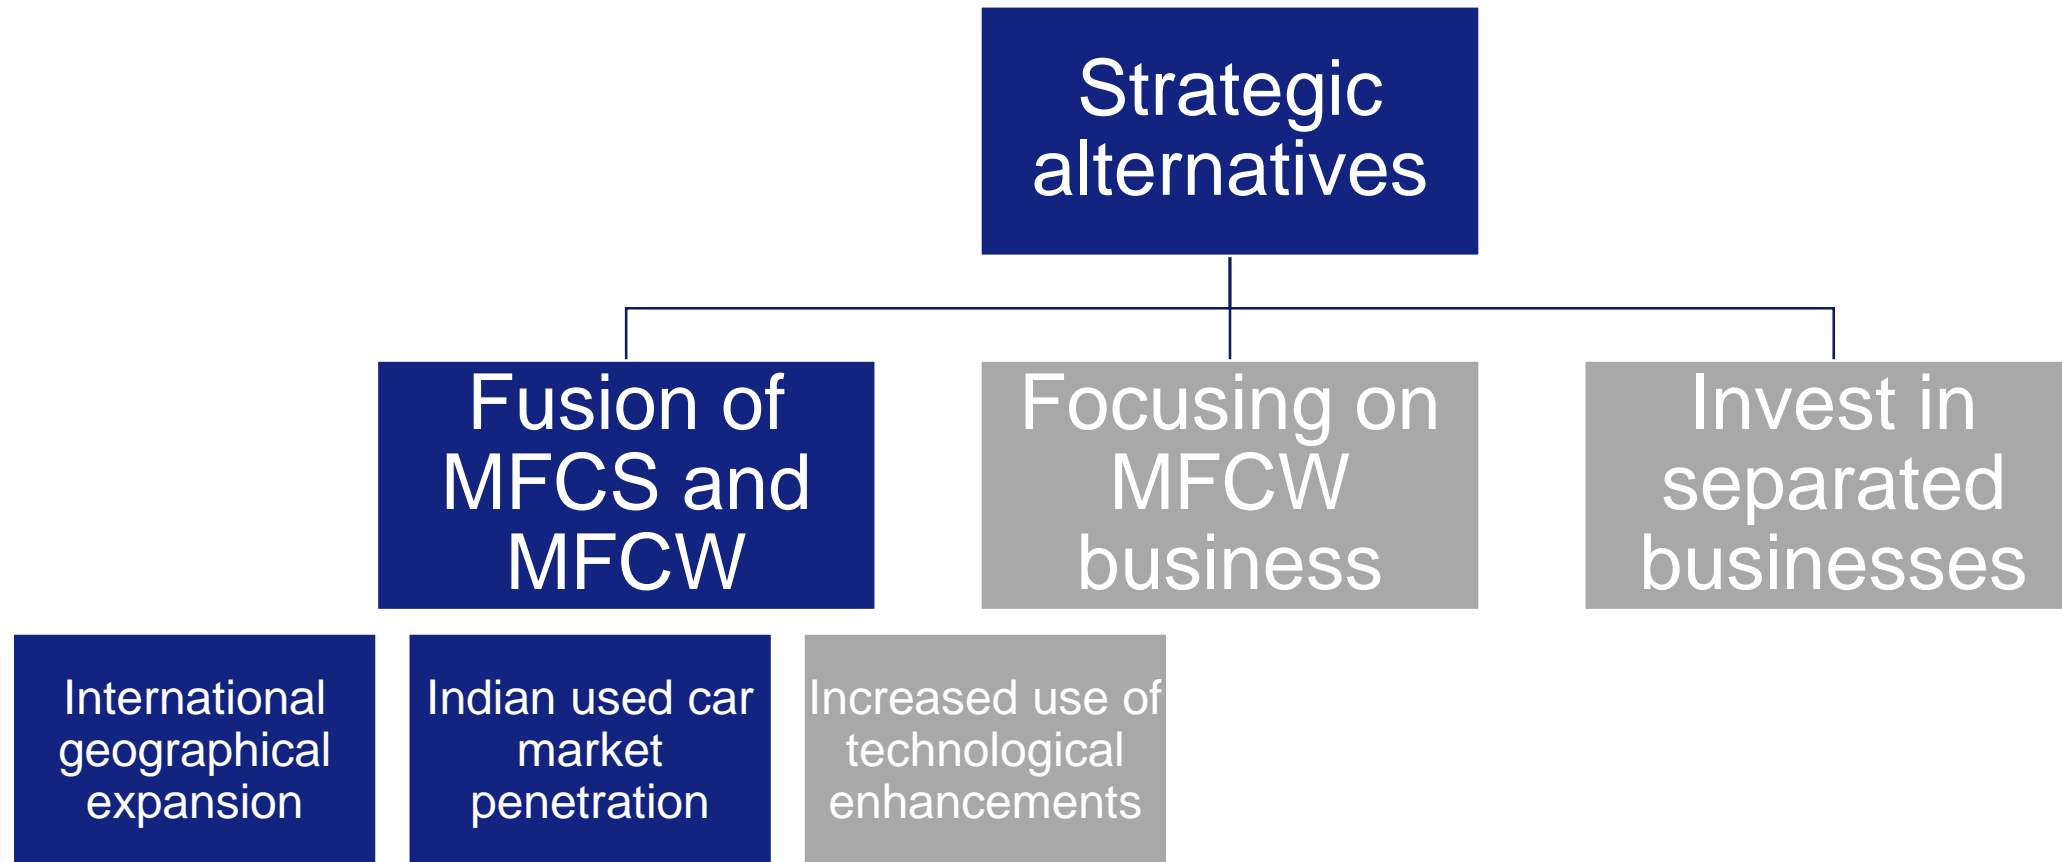 Strategic
alternatives
Fusion of
MFCS and
MFCW
Focusing on
MFCW
business
Invest in
separated
businesses
International
geographical
expansion
Indian used car
market
penetration
Increased use of
technological
enhancements